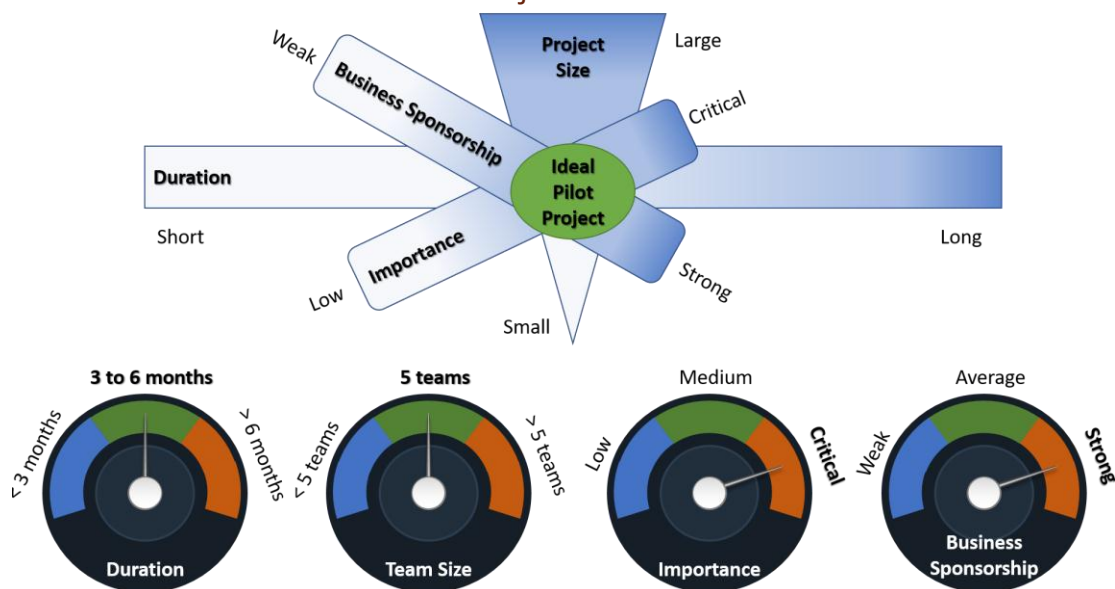 Project
Size
Large
Weak
Business Sponsorship
Critical
Duration
Ideal
Pilot
Project
Short
Long
Importance
Low
Strong
Small
3 to 6 months
5 teams
Medium
Average
< 3 months
> 6 months
< 5 teams
> 5 teams
Low
Critical
Weak
Strong
Duration
Team Size
Importance
Business
Sponsorship